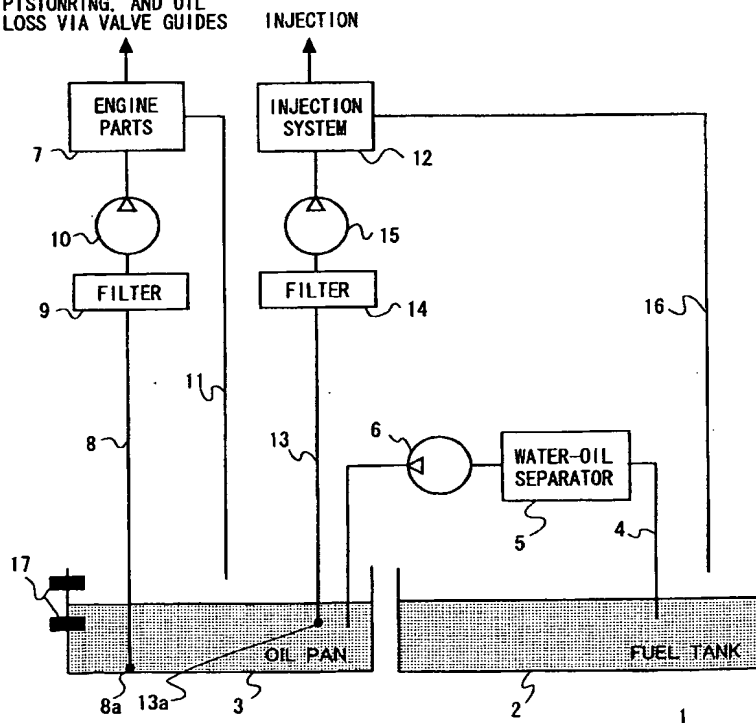 PISIONRING, AND OIL
LOSS VIA VALVE GUIDES
INJECTION
ENGINE
PARTS
INJECTION
SYSTEM
7
12
10
15
FILTER
FILTER
9
14
16
11
8
13
6
WATER-OIL
SEPARATOR
5
4
17
OIL PAN
FUEL TANK
8a
13a
3
2
1